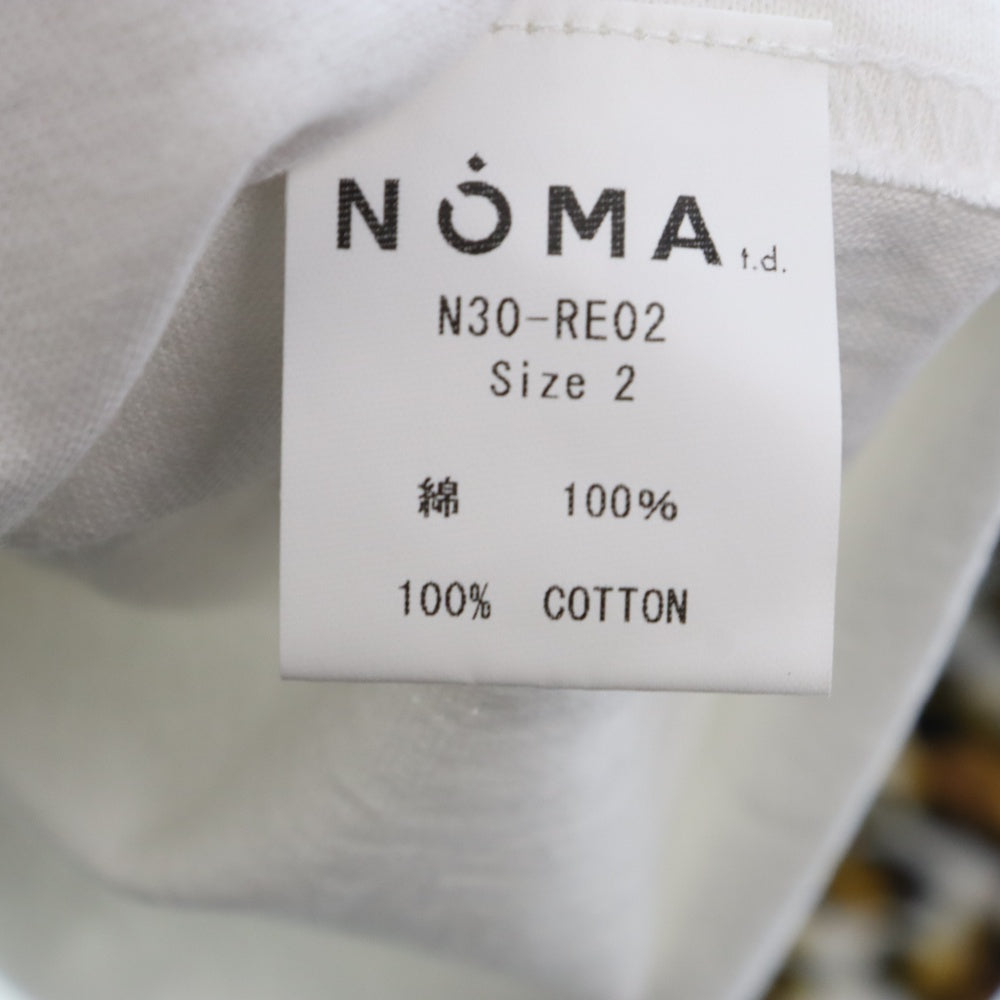 NOMA t.d.
N30-RE02
Size 2
綿 100%
100% COTTON